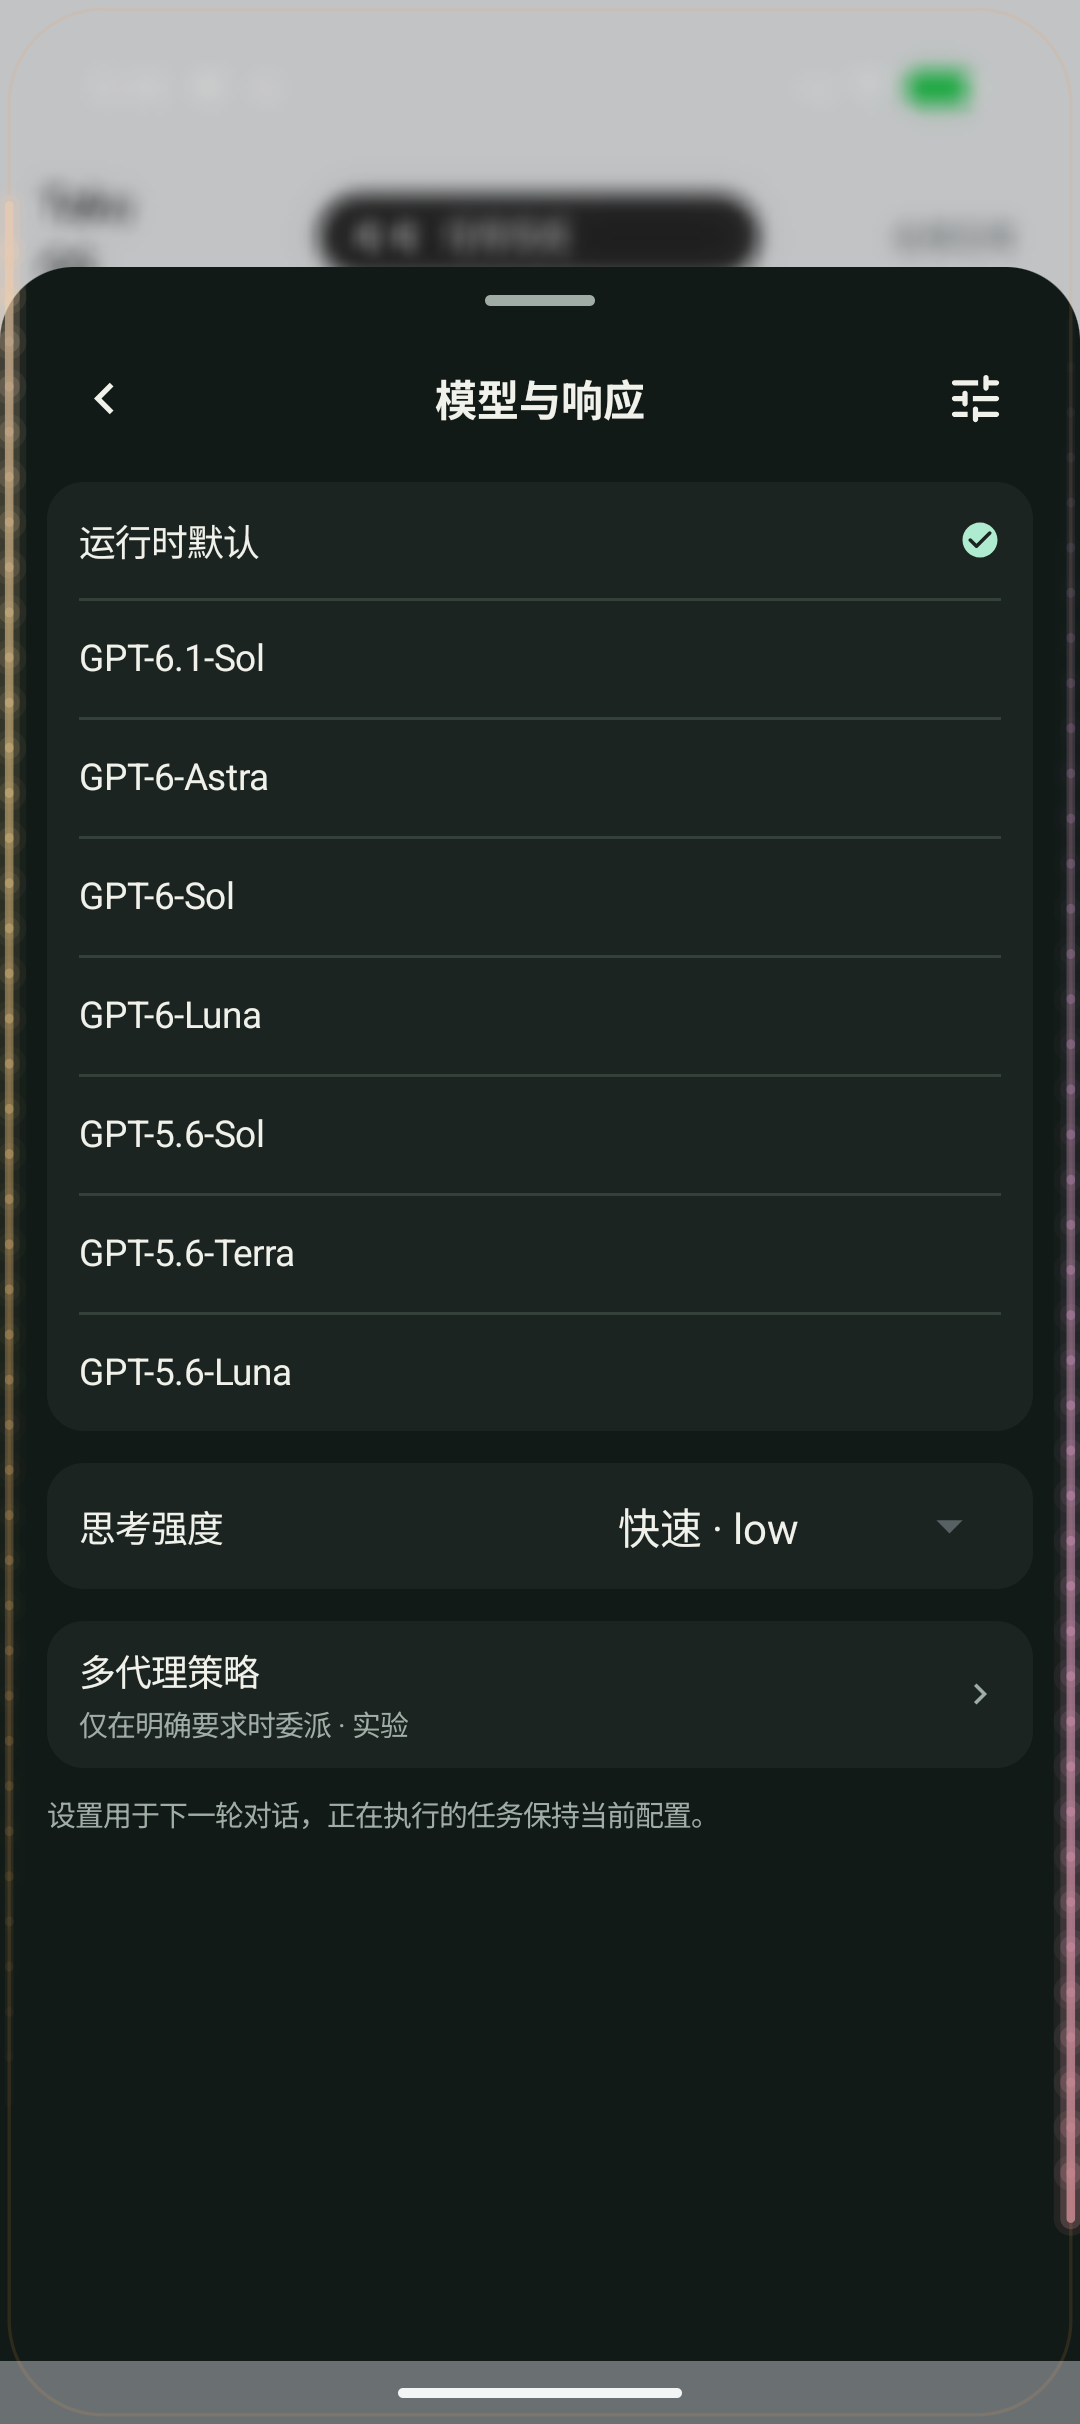 模型与响应
运行时默认
GPT-6.1-Sol
GPT-6-Astra
GPT-6-Sol
GPT-6-Luna
GPT-5.6-Sol
GPT-5.6-Terra
GPT-5.6-Luna
思考强度 快速 · low
多代理策略
仅在明确要求时委派 · 实验
设置用于下一轮对话，正在执行的任务保持当前配置。